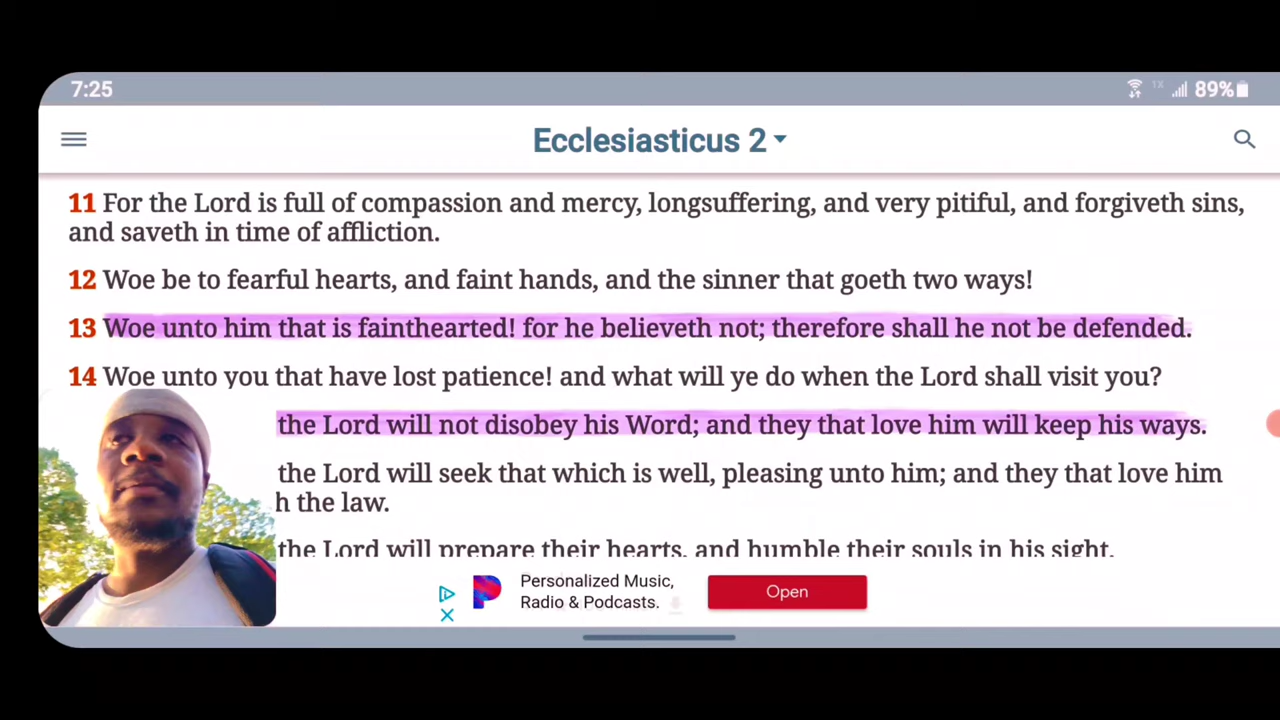 7:25
1X
89%
Ecclesiasticus 2
11 For the Lord is full of compassion and mercy, longsuffering, and very pitiful, and forgiveth sins,
and saveth in time of affliction.
12 Woe be to fearful hearts, and faint hands, and the sinner that goeth two ways!
13 Woe unto him that is fainthearted! for he believeth not; therefore shall he not be defended.
14 Woe unto you that have lost patience! and what will ye do when the Lord shall visit you?
the Lord will not disobey his Word; and they that love him will keep his ways.
the Lord will seek that which is well, pleasing unto him; and they that love him
h the law.
the Lord will prepare their hearts, and humble their souls in his sight.
Personalized Music,
Radio & Podcasts.
Open